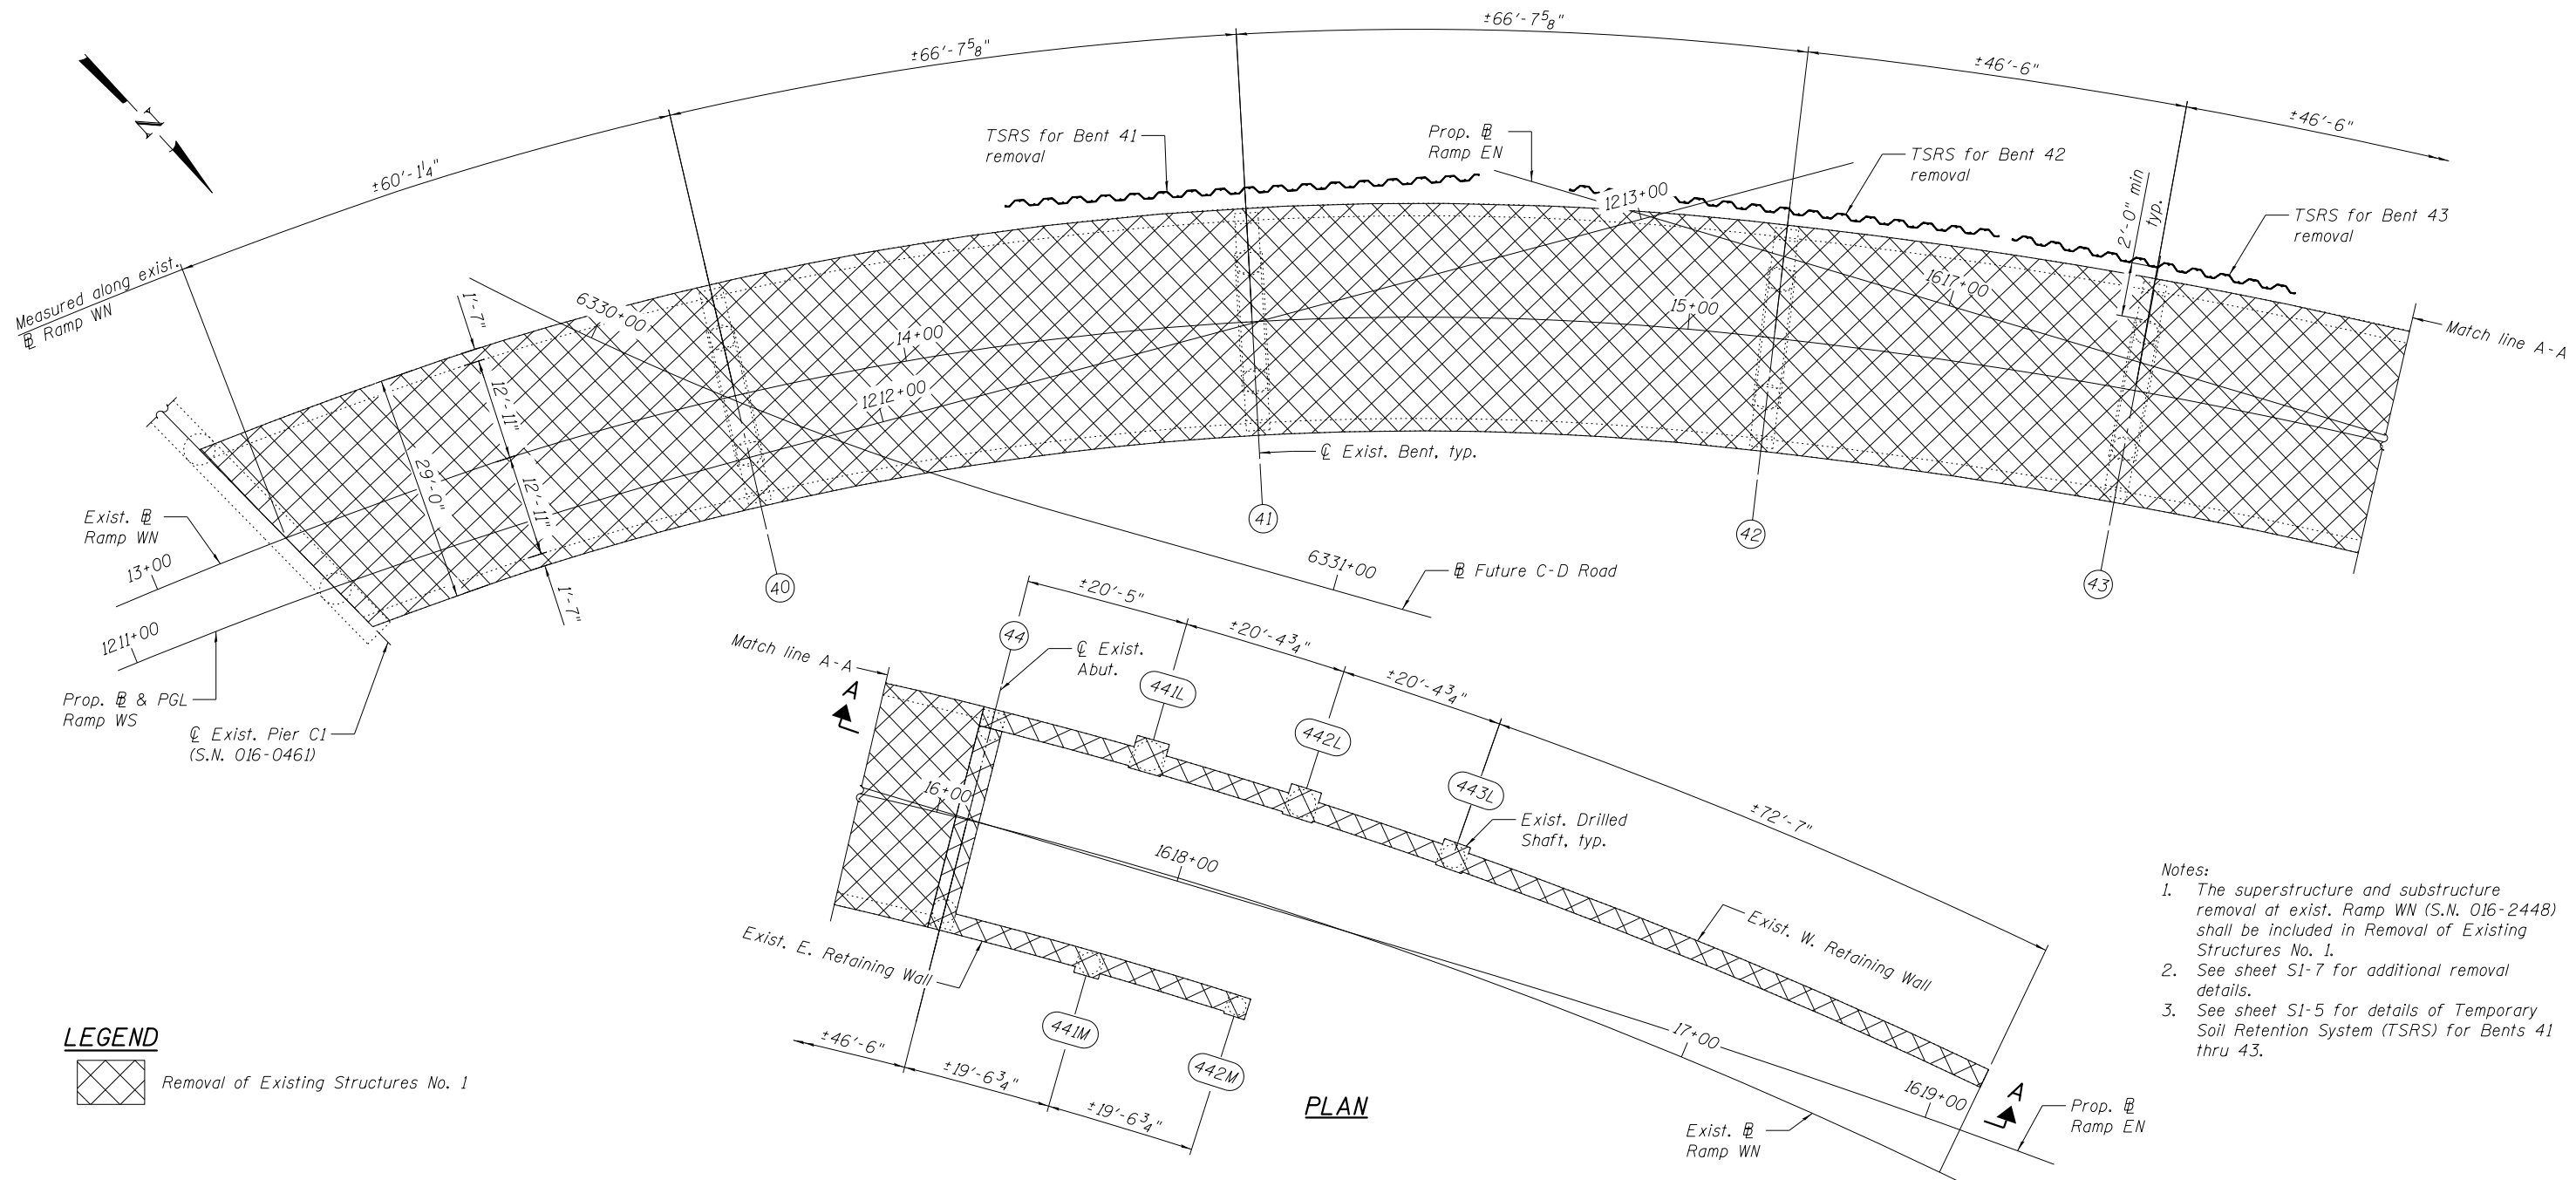 ±66'-7⅝"
±66'-7⅝"
±46'-6"
±46'-6"
±60'-1¼"
N
TSRS for Bent 41
removal
Prop. ℄
Ramp EN
TSRS for Bent 42
removal
TSRS for Bent 43
removal
2'-0" min
typ.
Measured along exist.
℄ Ramp WN
1213+00
1617+00
6330+00
14+00
15+00
1212+00
1'-7"
12'-11"
12'-11"
29'-0"
1'-7"
Match line A-A
℄ Exist. Bent, typ.
Exist. ℄
Ramp WN
13+00
1211+00
40
41
42
43
6331+00
℄ Future C-D Road
Prop. ℄ & PGL
Ramp WS
℄ Exist. Pier C1
(S.N. 016-0461)
Match line A-A
A
44
℄ Exist.
Abut.
±20'-5"
±20'-4¾"
±20'-4¾"
±72'-7"
441L
442L
443L
Exist. Drilled
Shaft, typ.
16+00
1618+00
Exist. W. Retaining Wall
Exist. E. Retaining Wall
441M
442M
±46'-6"
±19'-6¾"
±19'-6¾"
17+00
1619+00
A
Prop. ℄
Ramp EN
Exist. ℄
Ramp WN
PLAN
LEGEND
Removal of Existing Structures No. 1
Notes:
1. The superstructure and substructure
removal at exist. Ramp WN (S.N. 016-2448)
shall be included in Removal of Existing
Structures No. 1.
2. See sheet S1-7 for additional removal
details.
3. See sheet S1-5 for details of Temporary
Soil Retention System (TSRS) for Bents 41
thru 43.